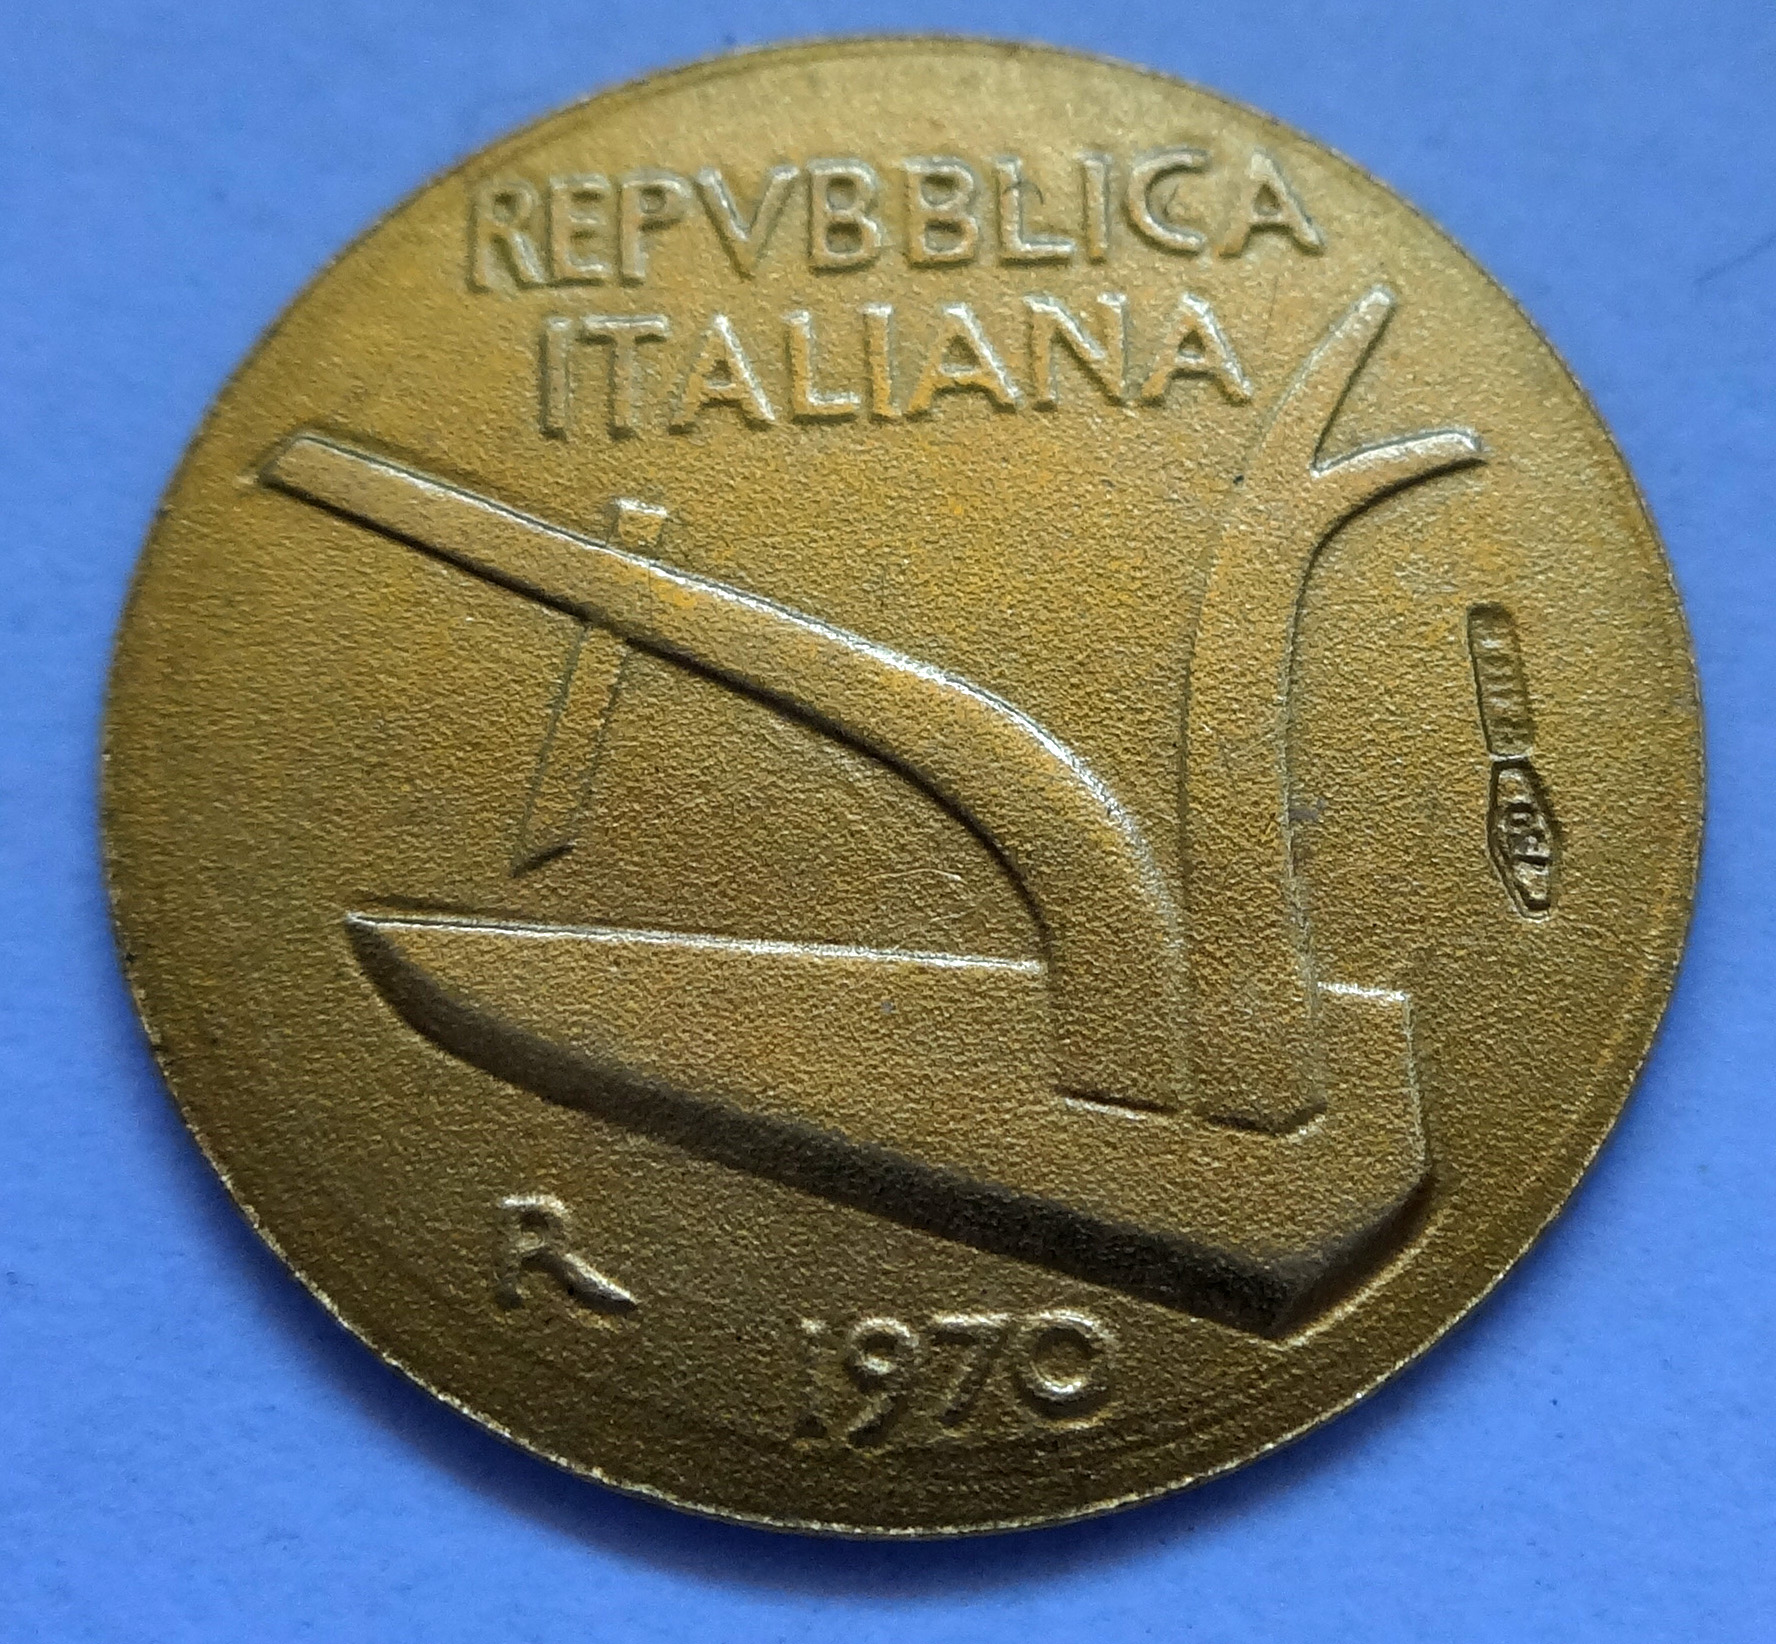 REPVBBLICA
ITALIANA
R
1970